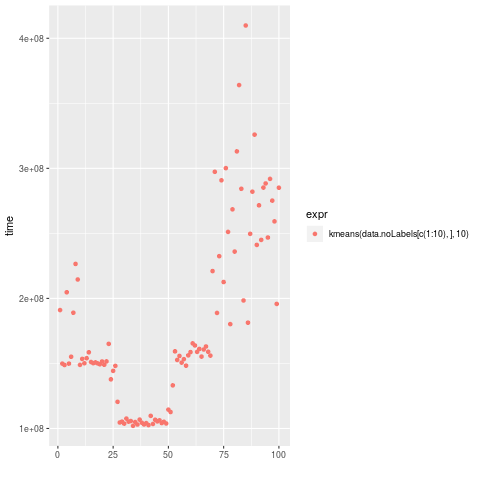 4e+08
3e+08
2e+08
1e+08
time
0
25
50
75
100
expr
kmeans(data.noLabels[c(1:10), ], 10)